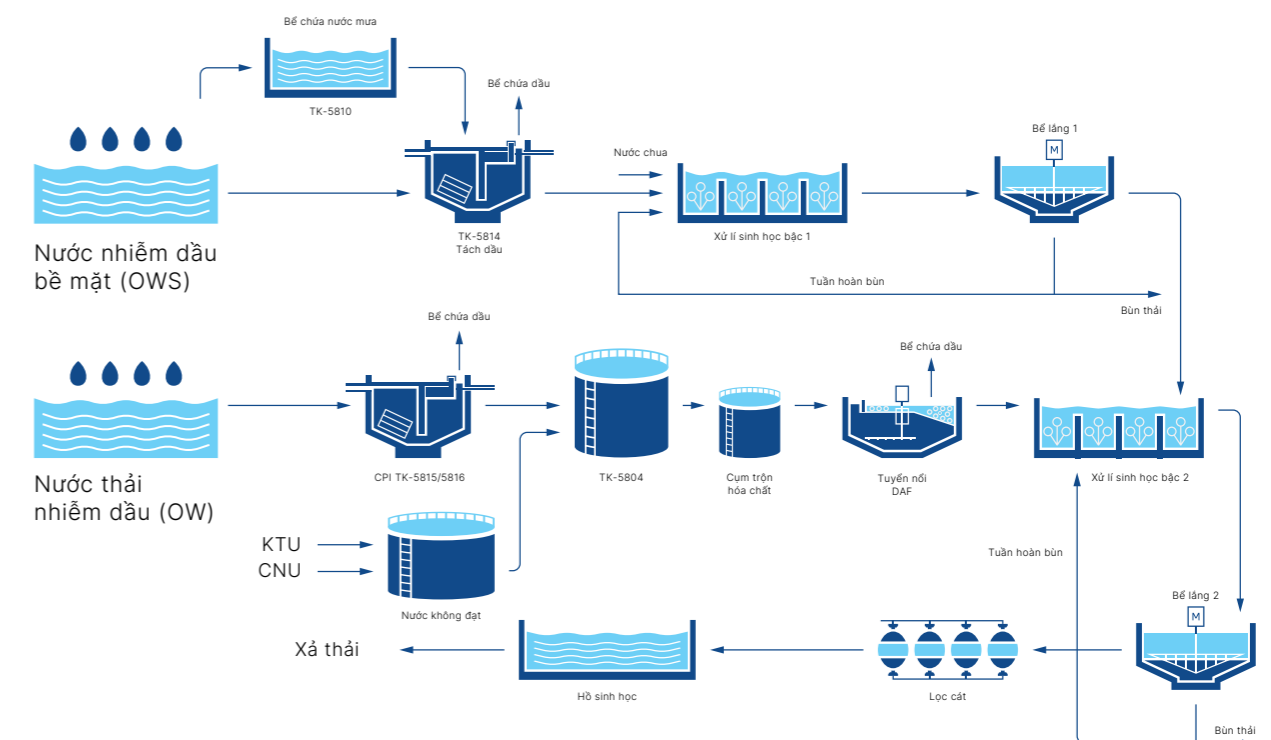 Bể chứa nước mưa
TK-5810
Bể chứa dầu
TK-5814
Tách dầu
Nước nhiễm dầu
bề mặt (OWS)
Nước chua
Xử lí sinh học bậc 1
Bể lắng 1
M
Tuần hoàn bùn
Bùn thải
Bể chứa dầu
CPI TK-5815/5816
Nước thải
nhiễm dầu (OW)
TK-5804
Cụm trộn
hóa chất
Bể chứa dầu
Tuyển nổi
DAF
Xử lí sinh học bậc 2
KTU
CNU
Nước không đạt
Tuần hoàn bùn
Bể lắng 2
M
Bùn thải
Lọc cát
Hồ sinh học
Xả thải